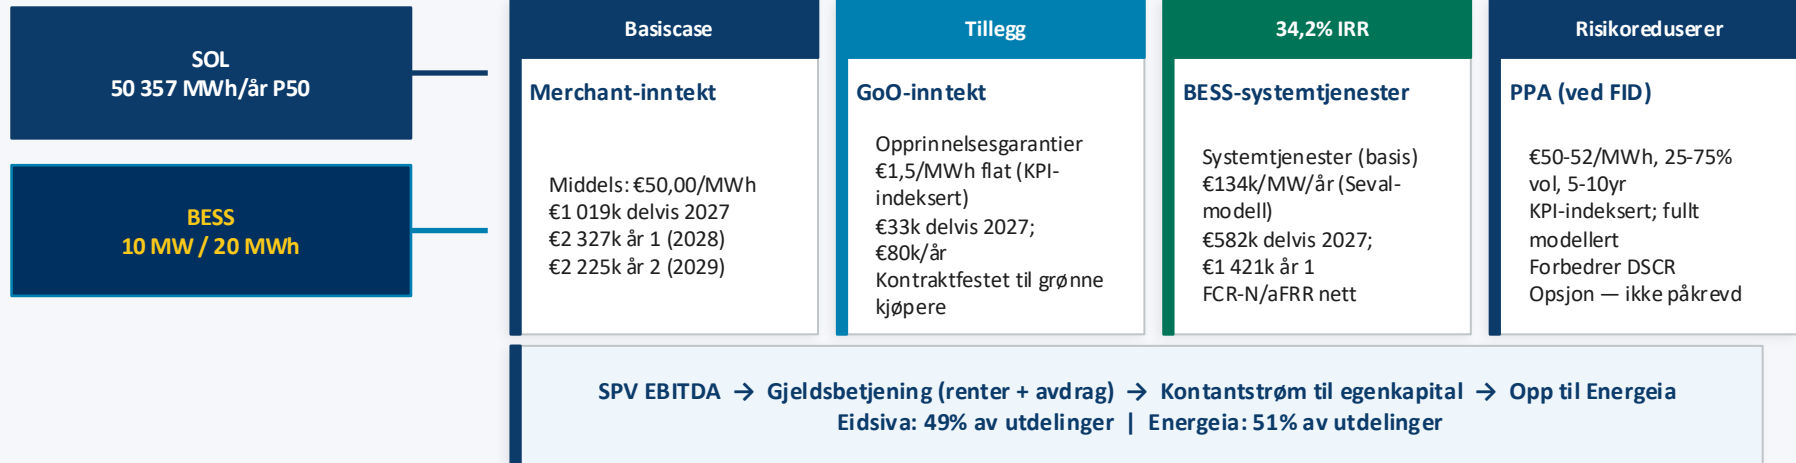 SOL
50 357 MWh/år P50
BESS
10 MW / 20 MWh
Basiscase
Merchant-inntekt
Middels: €50,00/MWh
€1 019k delvis 2027
€2 327k år 1 (2028)
€2 225k år 2 (2029)
Tillegg
GoO-inntekt
Opprinnelsesgarantier
€1,5/MWh flat (KPI-
indeksert)
€33k delvis 2027;
€80k/år
Kontraktfestet til grønne
kjøpere
34,2% IRR
BESS-systemtjenester
Systemtjenester (basis)
€134k/MW/år (Seval-
modell)
€582k delvis 2027;
€1 421k år 1
FCR-N/aFRR nett
Risikoreduserer
PPA (ved FID)
€50-52/MWh, 25-75%
vol, 5-10yr
KPI-indeksert; fullt
modellert
Forbedrer DSCR
Opsjon — ikke påkrevd
SPV EBITDA → Gjeldsbetjening (renter + avdrag) → Kontantstrøm til egenkapital → Opp til Energeia
Eidsiva: 49% av utdelinger | Energeia: 51% av utdelinger